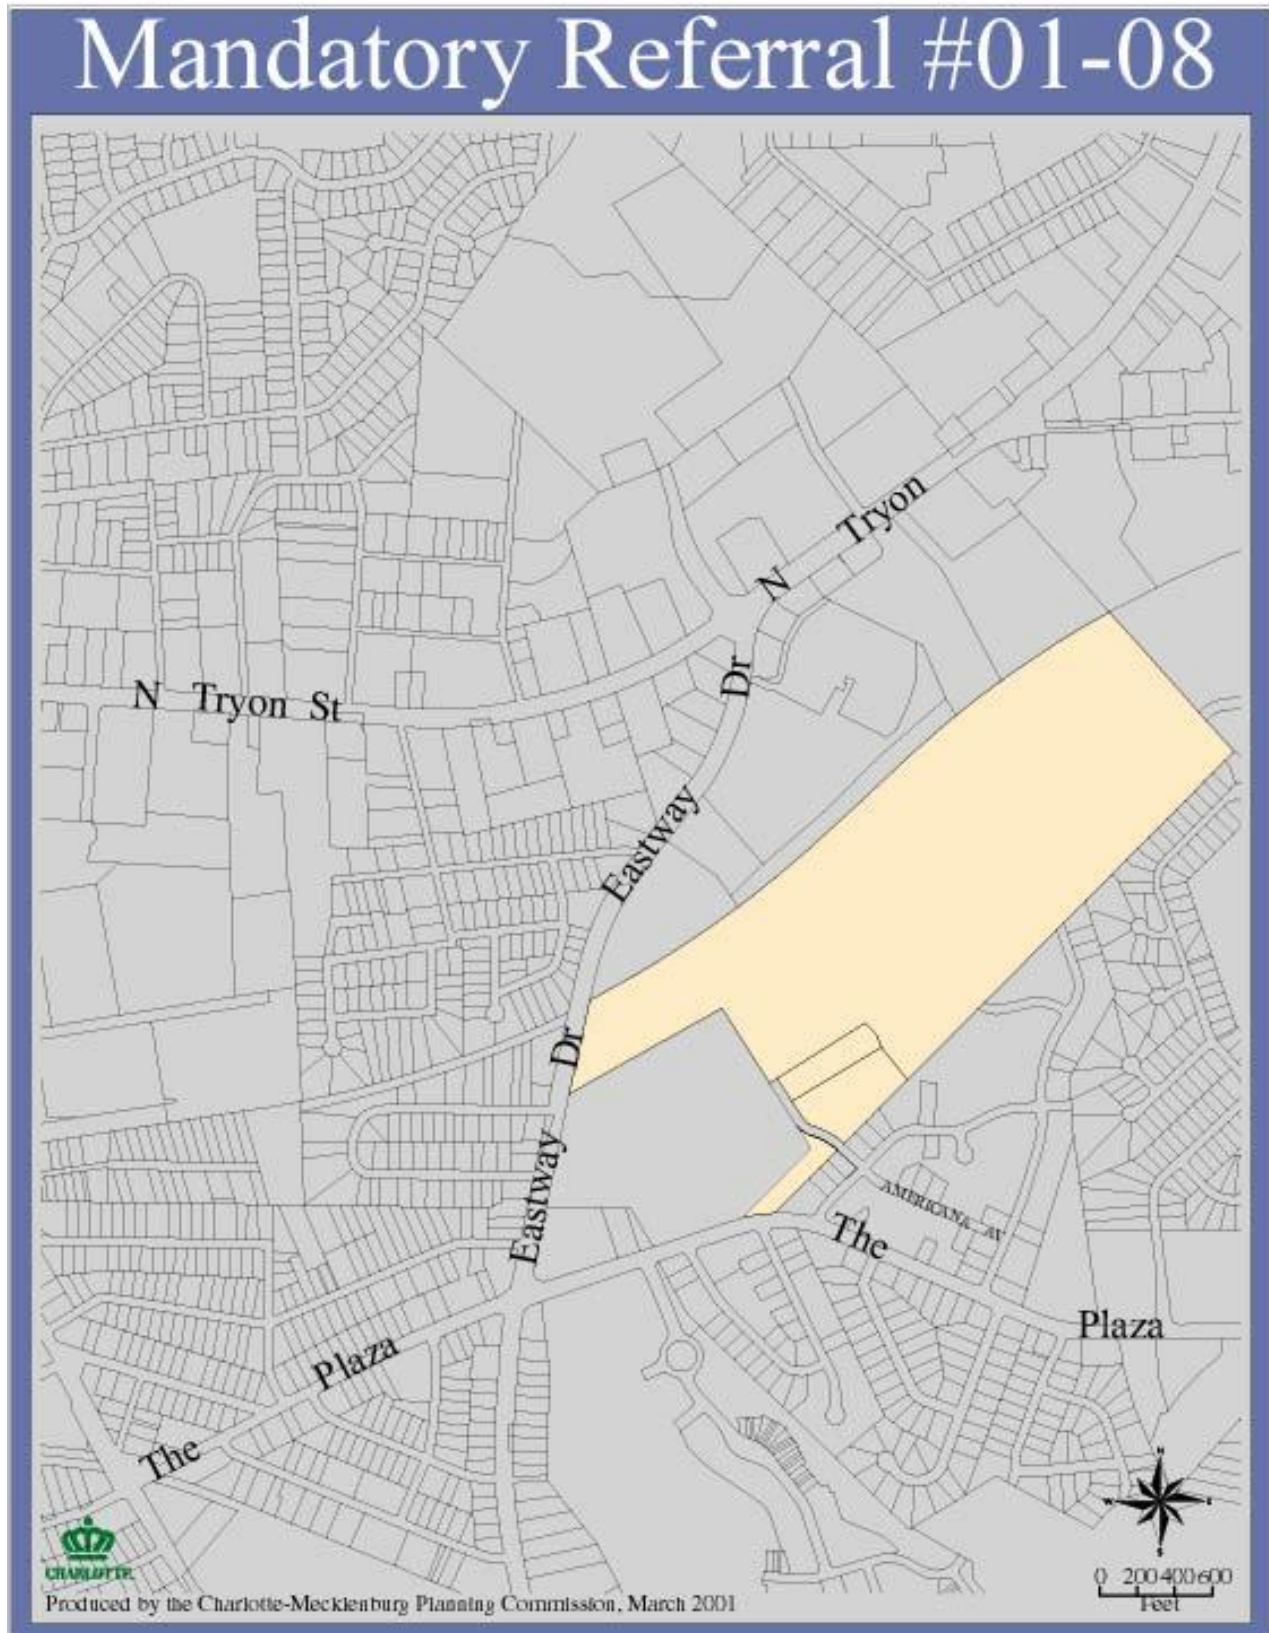 Mandatory Referral #01-08
N Tryon
N Tryon St
Dr
Eastway
Dr
Eastway
AMERICANA AV
The
Plaza
Plaza
The
N
W
E
S
CHARLOTTE
0 200 400 600
Feet
Produced by the Charlotte-Mecklenburg Planning Commission, March 2001